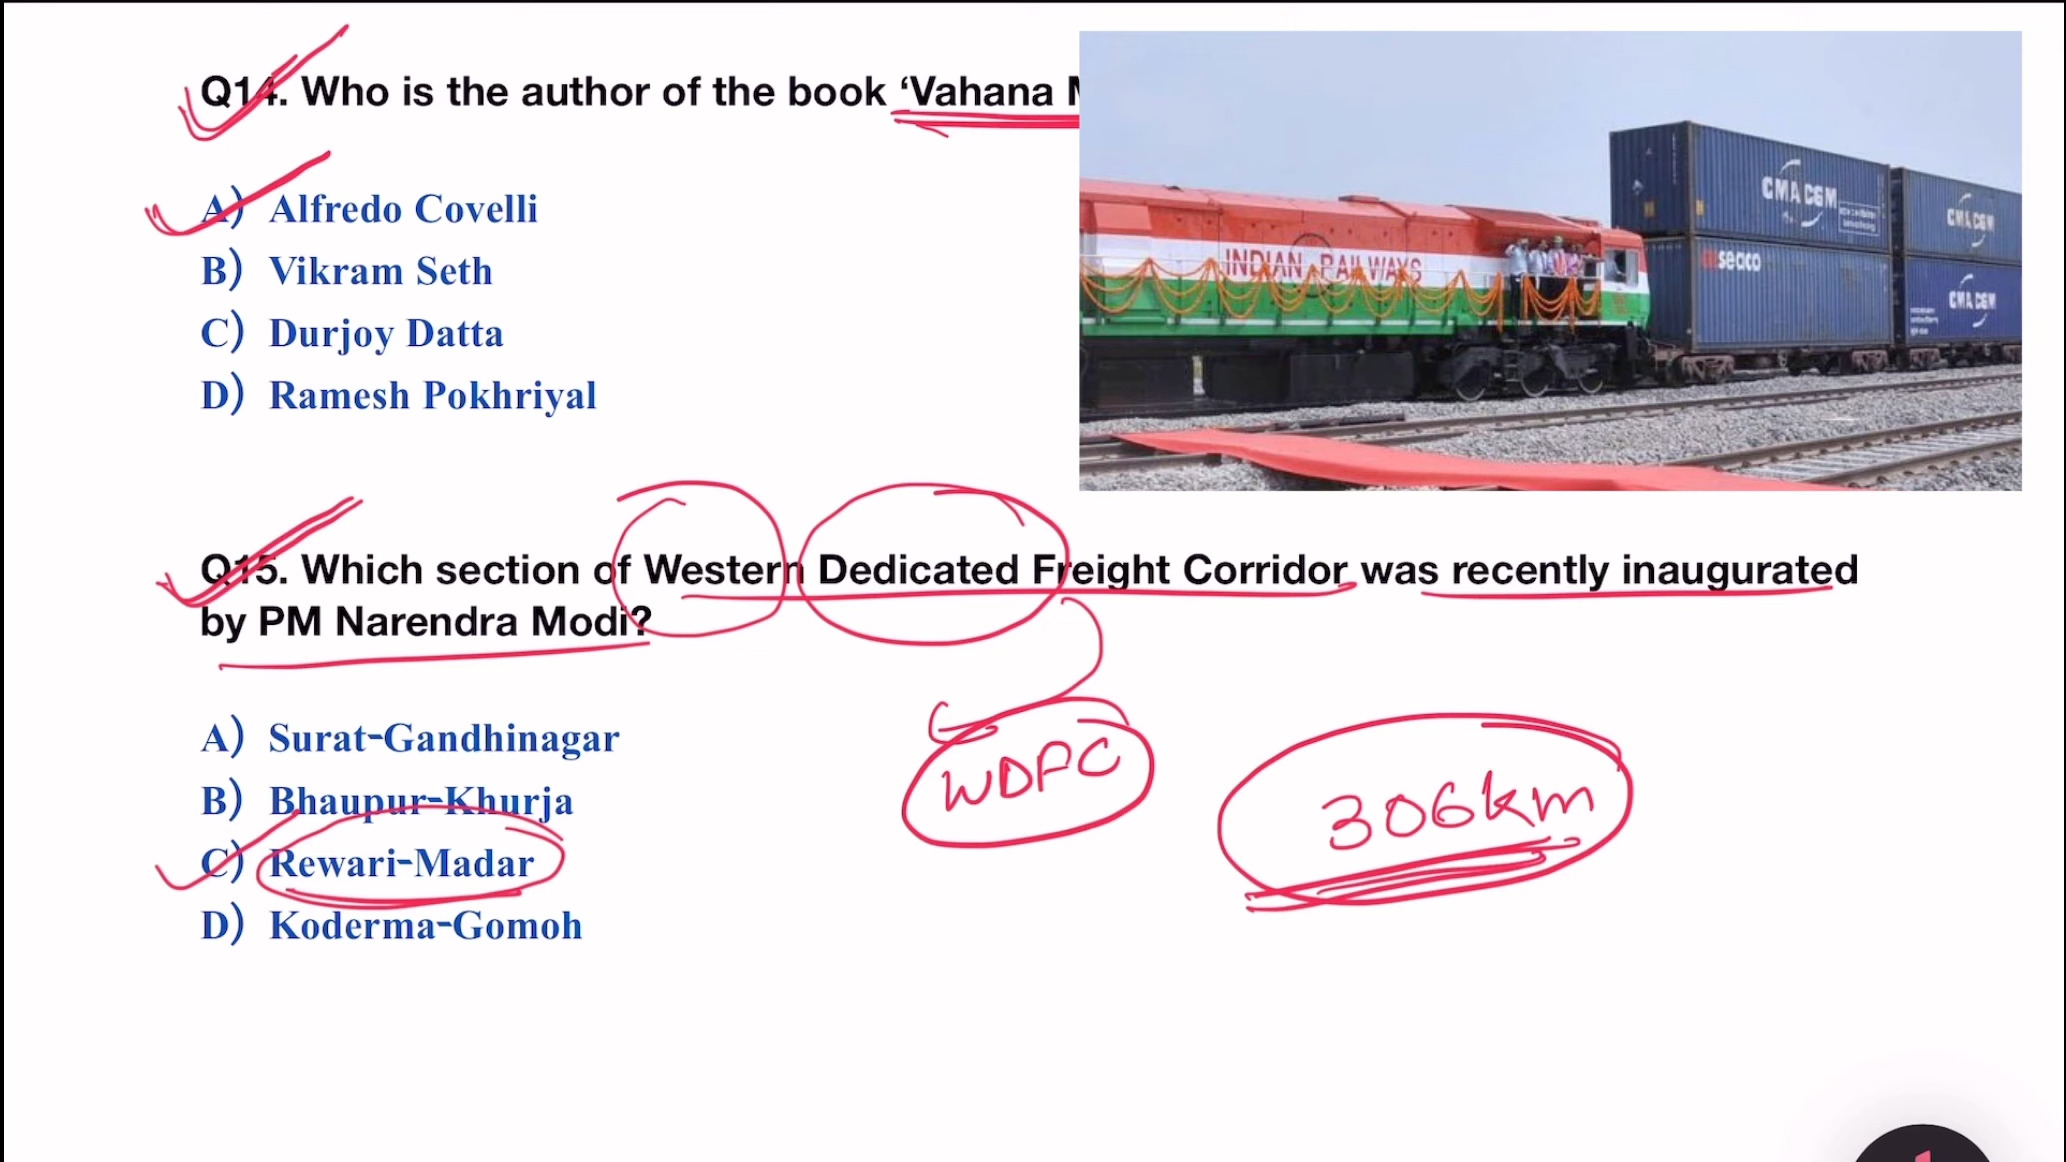 Q14. Who is the author of the book ‘Vahana
A) Alfredo Covelli
B) Vikram Seth
C) Durjoy Datta
D) Ramesh Pokhriyal
INDIAN RAILWAYS
CMA CGM
CMA CGM
seaco
CMA CGM
Q15. Which section of Western Dedicated Freight Corridor was recently inaugurated
by PM Narendra Modi?
A) Surat-Gandhinagar
B) Bhaupur-Khurja
C) Rewari-Madar
D) Koderma-Gomoh
WDFC
306km